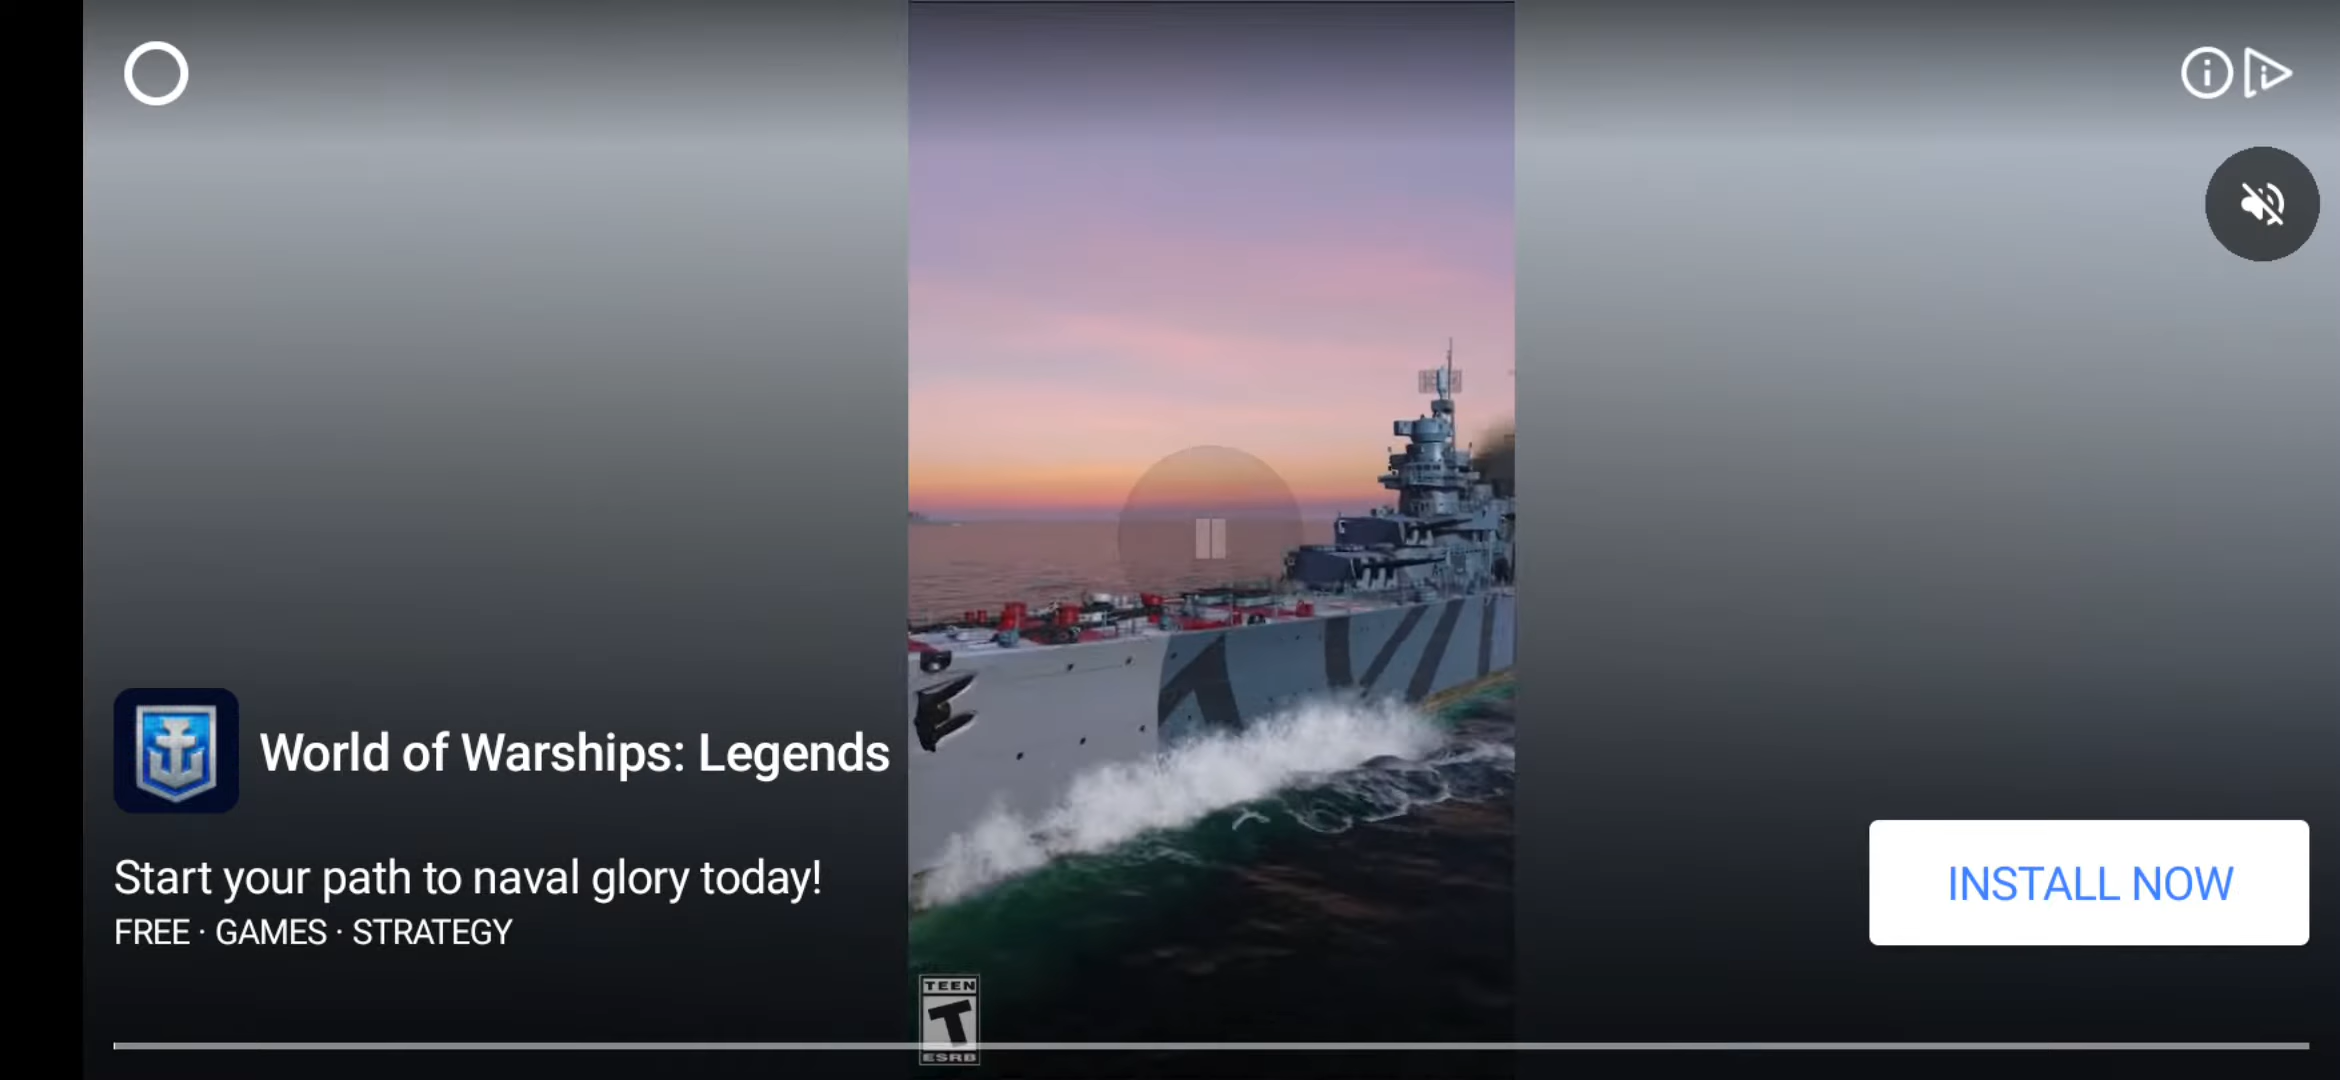 World of Warships: Legends
Start your path to naval glory today!
FREE · GAMES · STRATEGY
INSTALL NOW
TEEN
T
ESRB